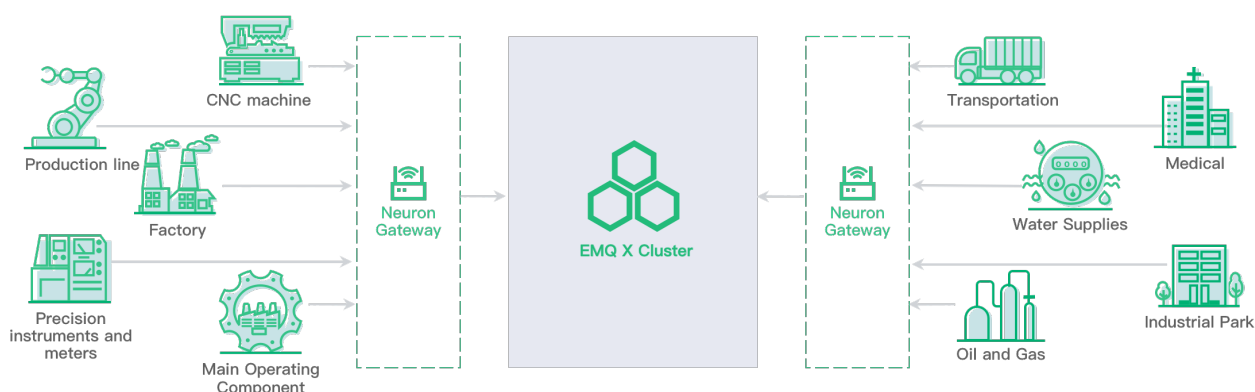 CNC machine
Production line
Factory
Precision
instruments and
meters
Main Operating
Component
Neuron
Gateway
EMQ X Cluster
Neuron
Gateway
Transportation
Medical
Water Supplies
Industrial Park
Oil and Gas